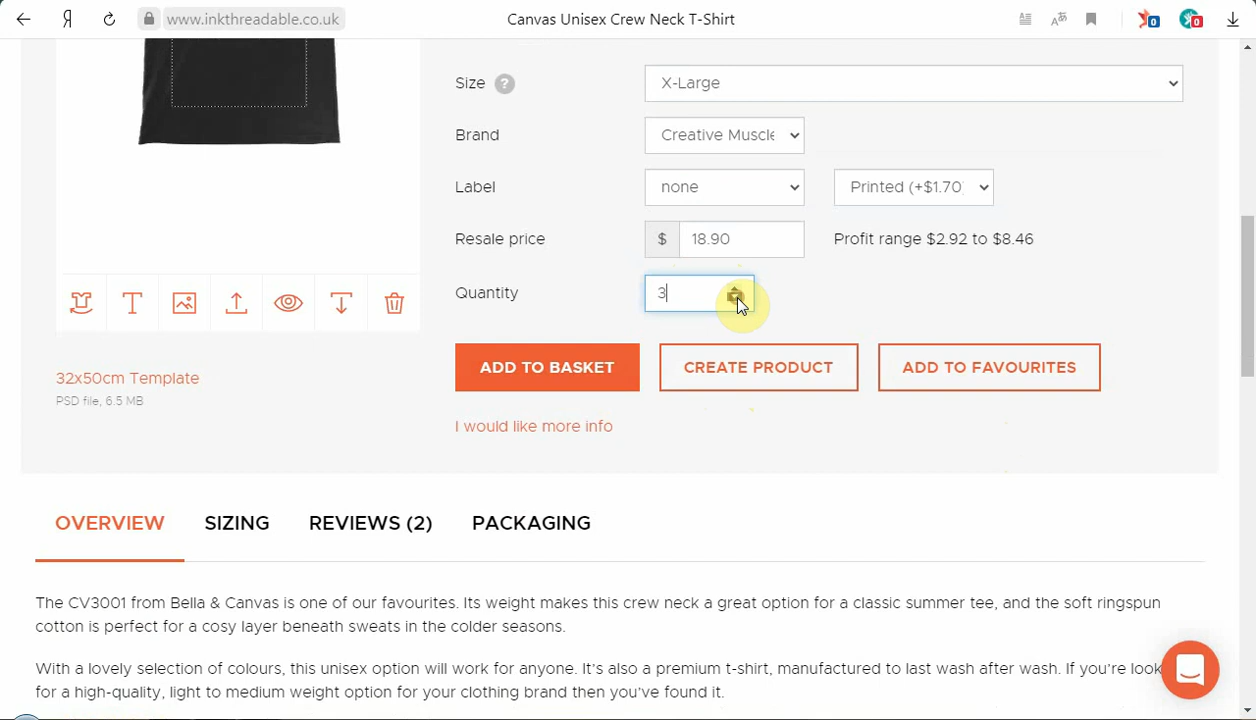 www.inkthreadable.co.uk
Canvas Unisex Crew Neck T-Shirt
0
0
Size ? X-Large
Brand Creative Muscle
Label none Printed (+$1.70)
Resale price $ 18.90 Profit range $2.92 to $8.46
Quantity 3
ADD TO BASKET CREATE PRODUCT ADD TO FAVOURITES
32x50cm Template
PSD file, 6.5 MB
I would like more info
OVERVIEW SIZING REVIEWS (2) PACKAGING
The CV3001 from Bella & Canvas is one of our favourites. Its weight makes this crew neck a great option for a classic summer tee, and the soft ringspun
cotton is perfect for a cosy layer beneath sweats in the colder seasons.
With a lovely selection of colours, this unisex option will work for anyone. It's also a premium t-shirt, manufactured to last wash after wash. If you're look
for a high-quality, light to medium weight option for your clothing brand then you've found it.